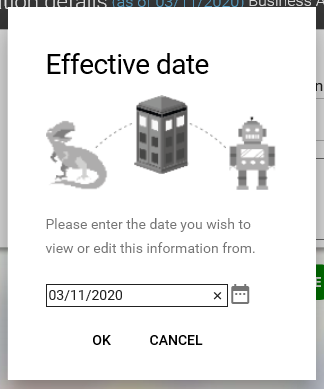 tion details (as of 03/11/2020) Business A
Effective date
n
Please enter the date you wish to
view or edit this information from.
E
03/11/2020 ×
OK CANCEL